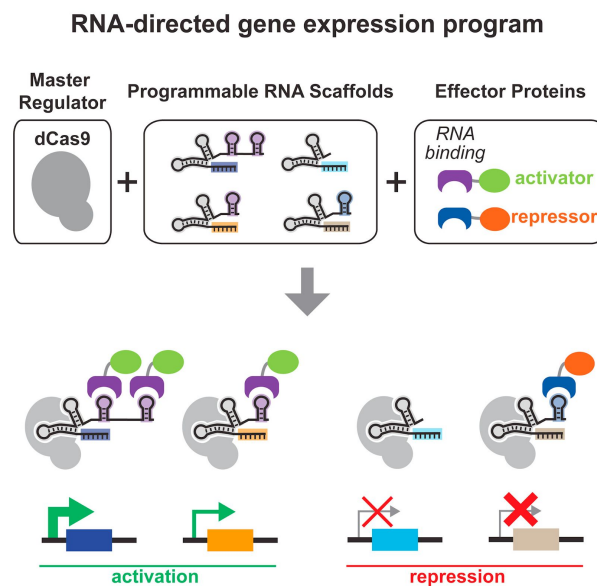 RNA-directed gene expression program
Master
Regulator
Programmable RNA Scaffolds
Effector Proteins
dCas9
+
+
RNA
binding
activator
repressor
activation
repression